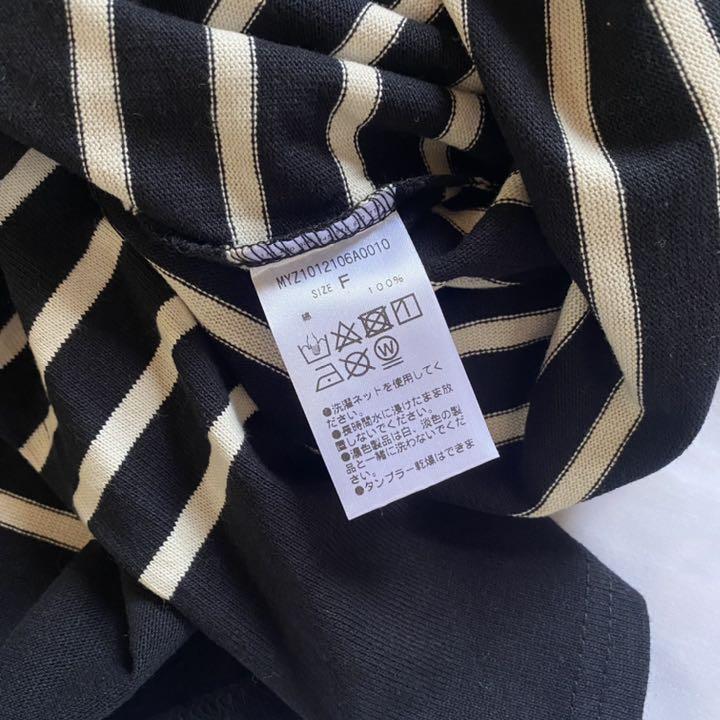 MYZ1012106A0010
SIZE F
綿 100%
●洗濯ネットを使用してく
ださい。
●長時間水に浸けたまま放
置しないでください。
●濃色製品は白、淡色の製
品と一緒に洗わないでくだ
さい。
●タンブラー乾燥はできま
せん。